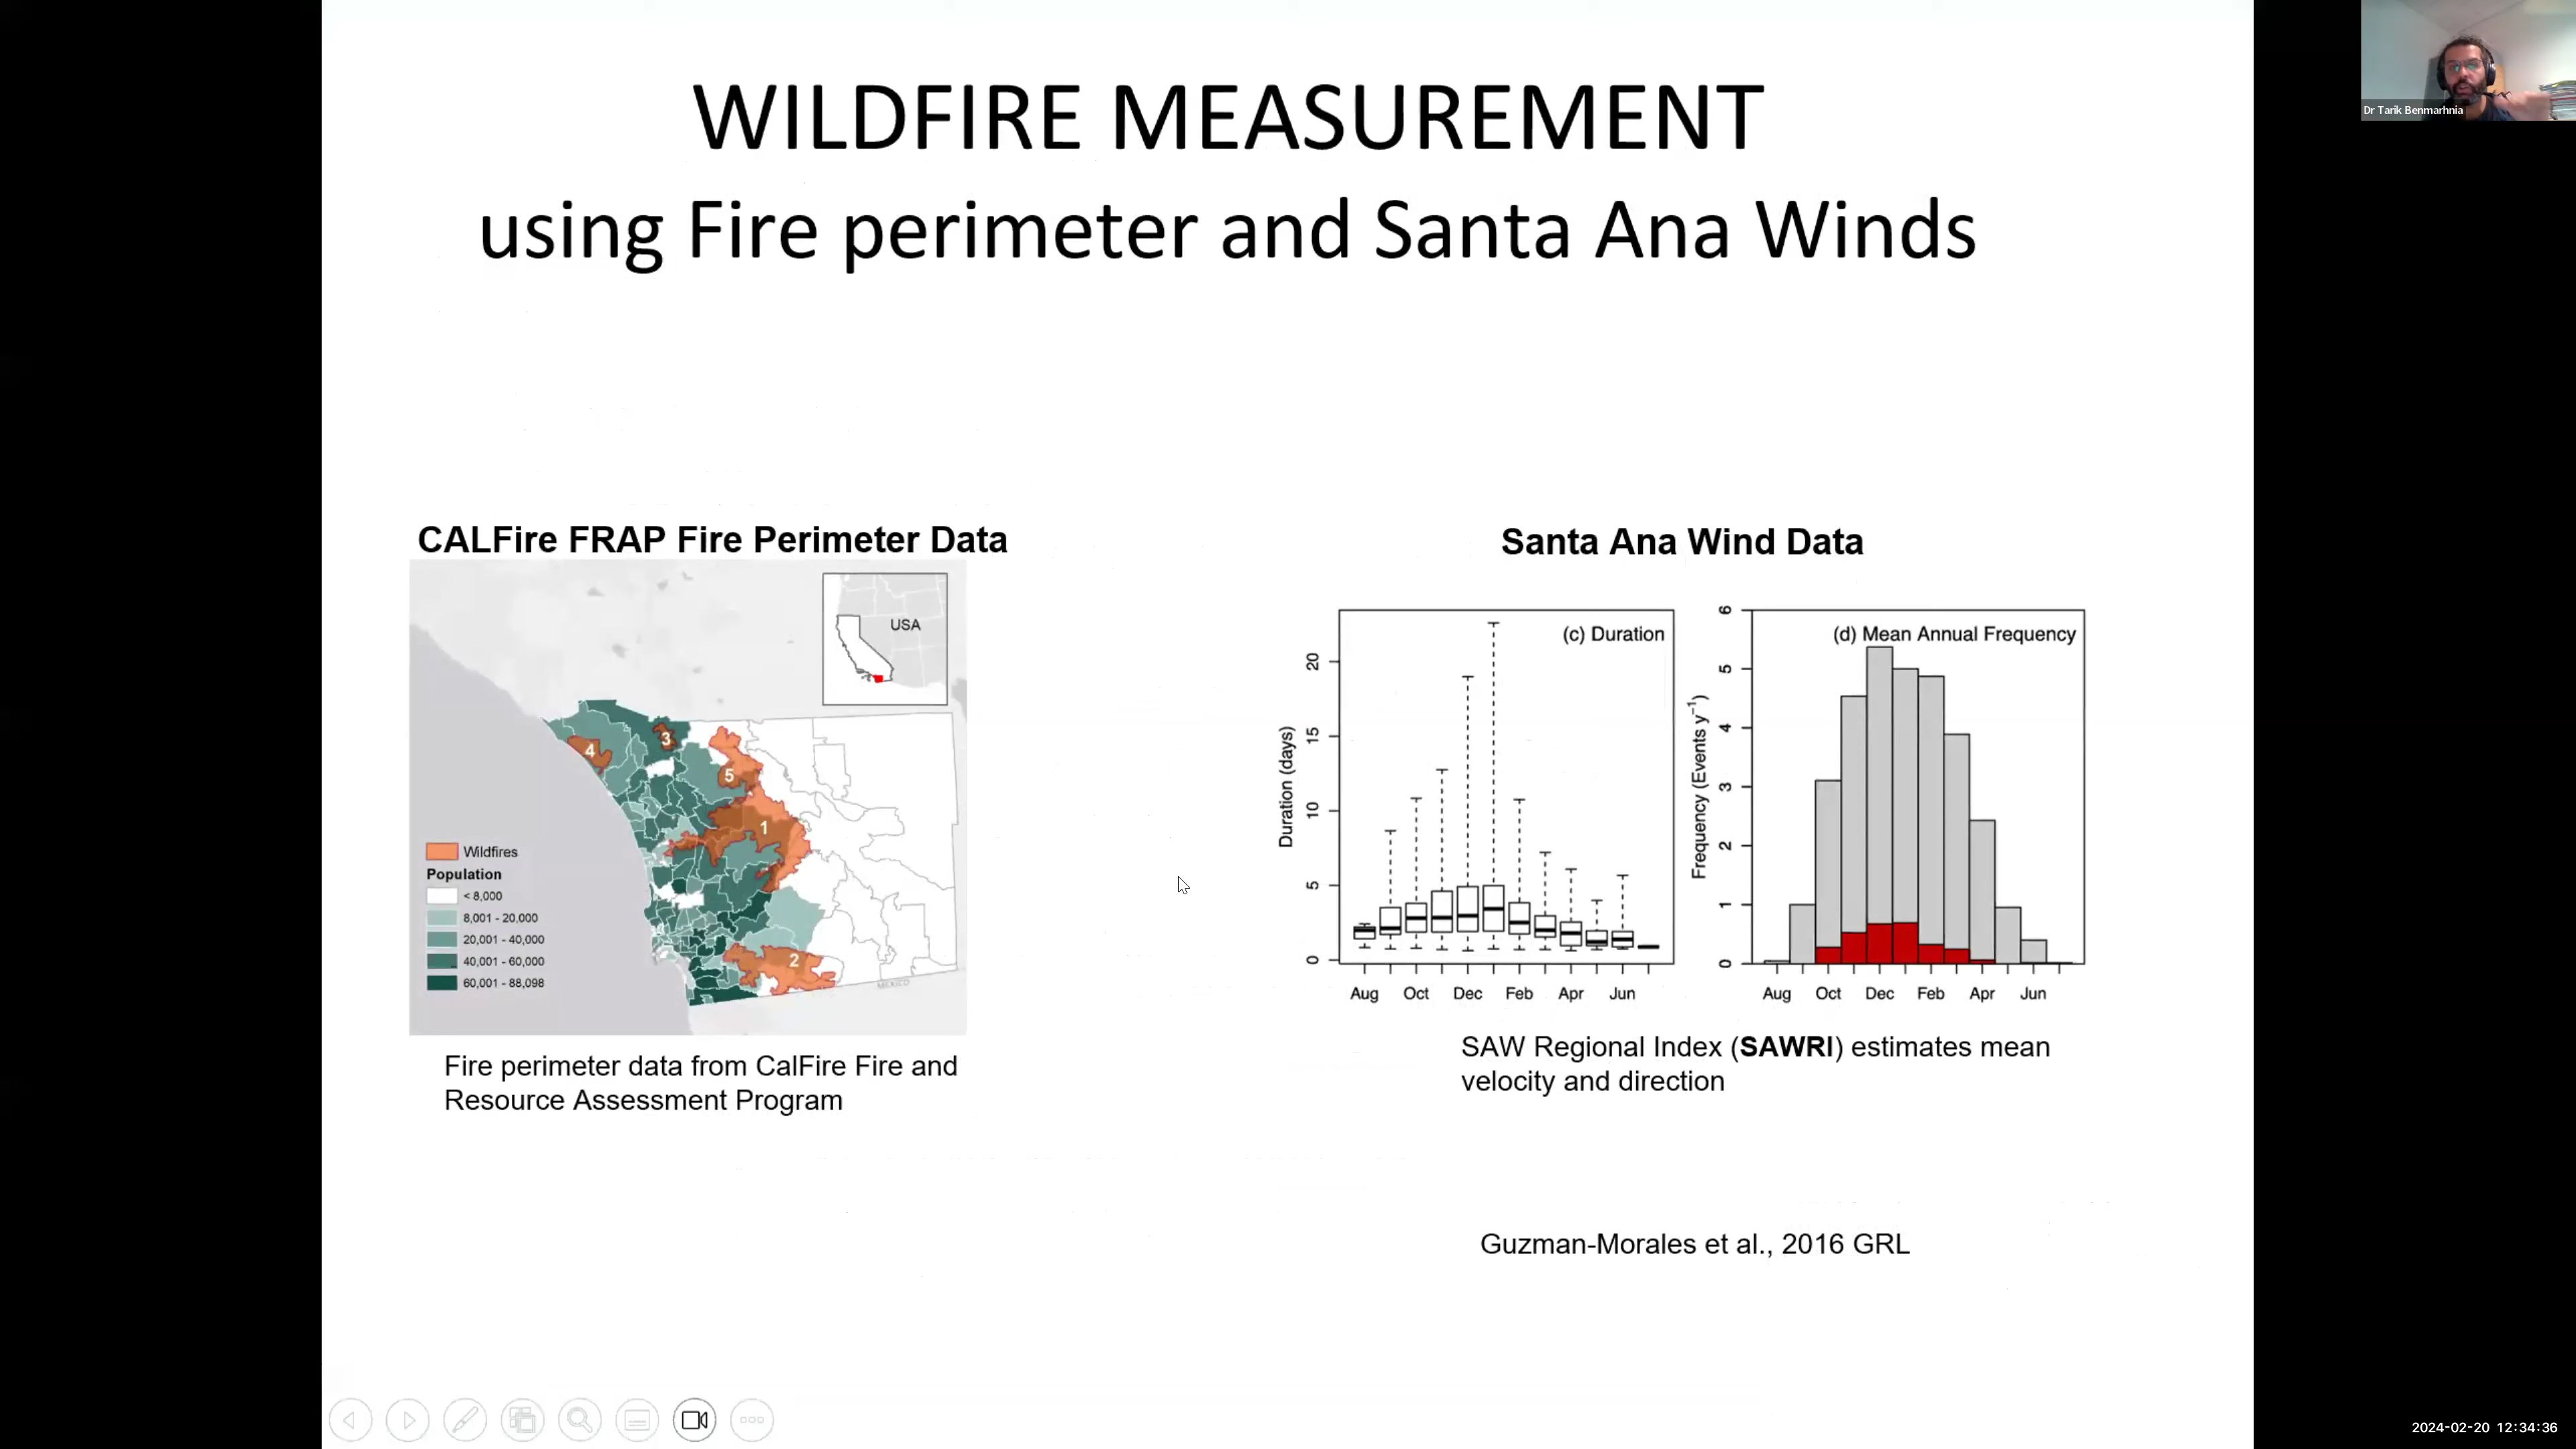 WILDFIRE MEASUREMENT
using Fire perimeter and Santa Ana Winds
Dr Tarik Benmarhnia
CALFire FRAP Fire Perimeter Data
USA
4
3
5
1
2
MEXICO
Wildfires
Population
< 8,000
8,001 - 20,000
20,001 - 40,000
40,001 - 60,000
60,001 - 88,098
Fire perimeter data from CalFire Fire and
Resource Assessment Program
Santa Ana Wind Data
(c) Duration
Duration (days)
20
15
10
5
0
Aug Oct Dec Feb Apr Jun
(d) Mean Annual Frequency
Frequency (Events y⁻¹)
6
5
4
3
2
1
0
Aug Oct Dec Feb Apr Jun
SAW Regional Index (SAWRI) estimates mean
velocity and direction
Guzman-Morales et al., 2016 GRL
2024-02-20 12:34:36